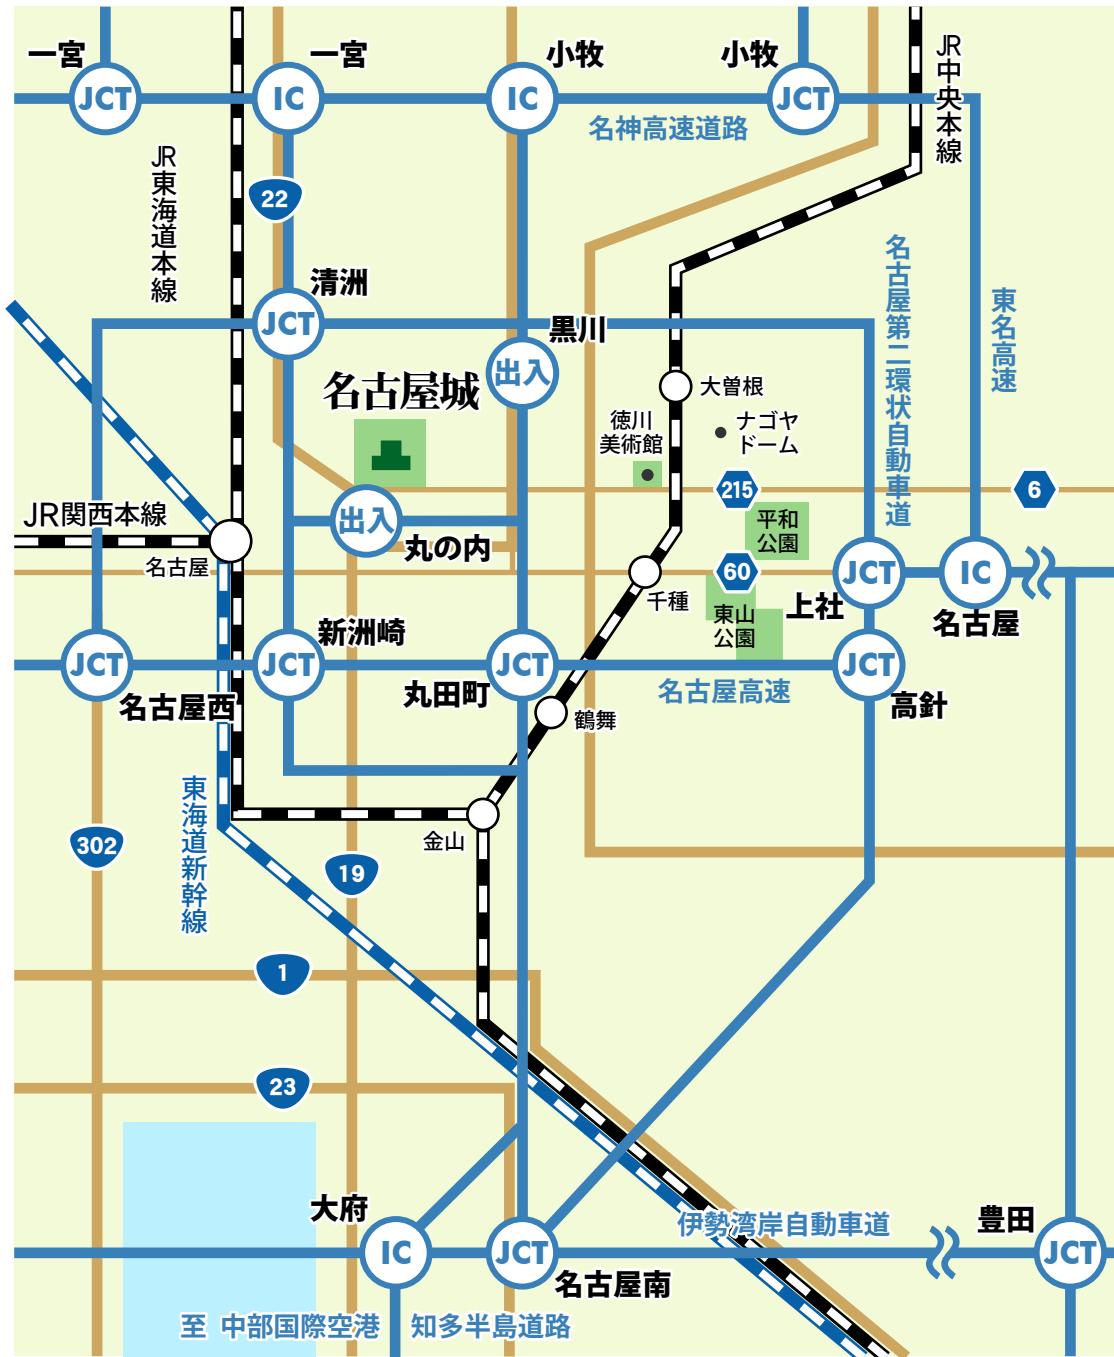 一宮
JCT
一宮
IC
小牧
IC
小牧
JCT
JR中央本線
名神高速道路
JR東海道本線
22
清洲
JCT
黒川
出入
名古屋第二環状自動車道
東名高速
名古屋城
大曽根
徳川
美術館
ナゴヤ
ドーム
215
6
JR関西本線
出入
丸の内
平和
公園
名古屋
千種
60
東山
公園
JCT
上社
IC
名古屋
JCT
名古屋西
新洲崎
JCT
丸田町
JCT
名古屋高速
JCT
高針
鶴舞
東海道新幹線
302
金山
19
1
23
大府
IC
JCT
名古屋南
伊勢湾岸自動車道
豊田
JCT
至 中部国際空港
知多半島道路